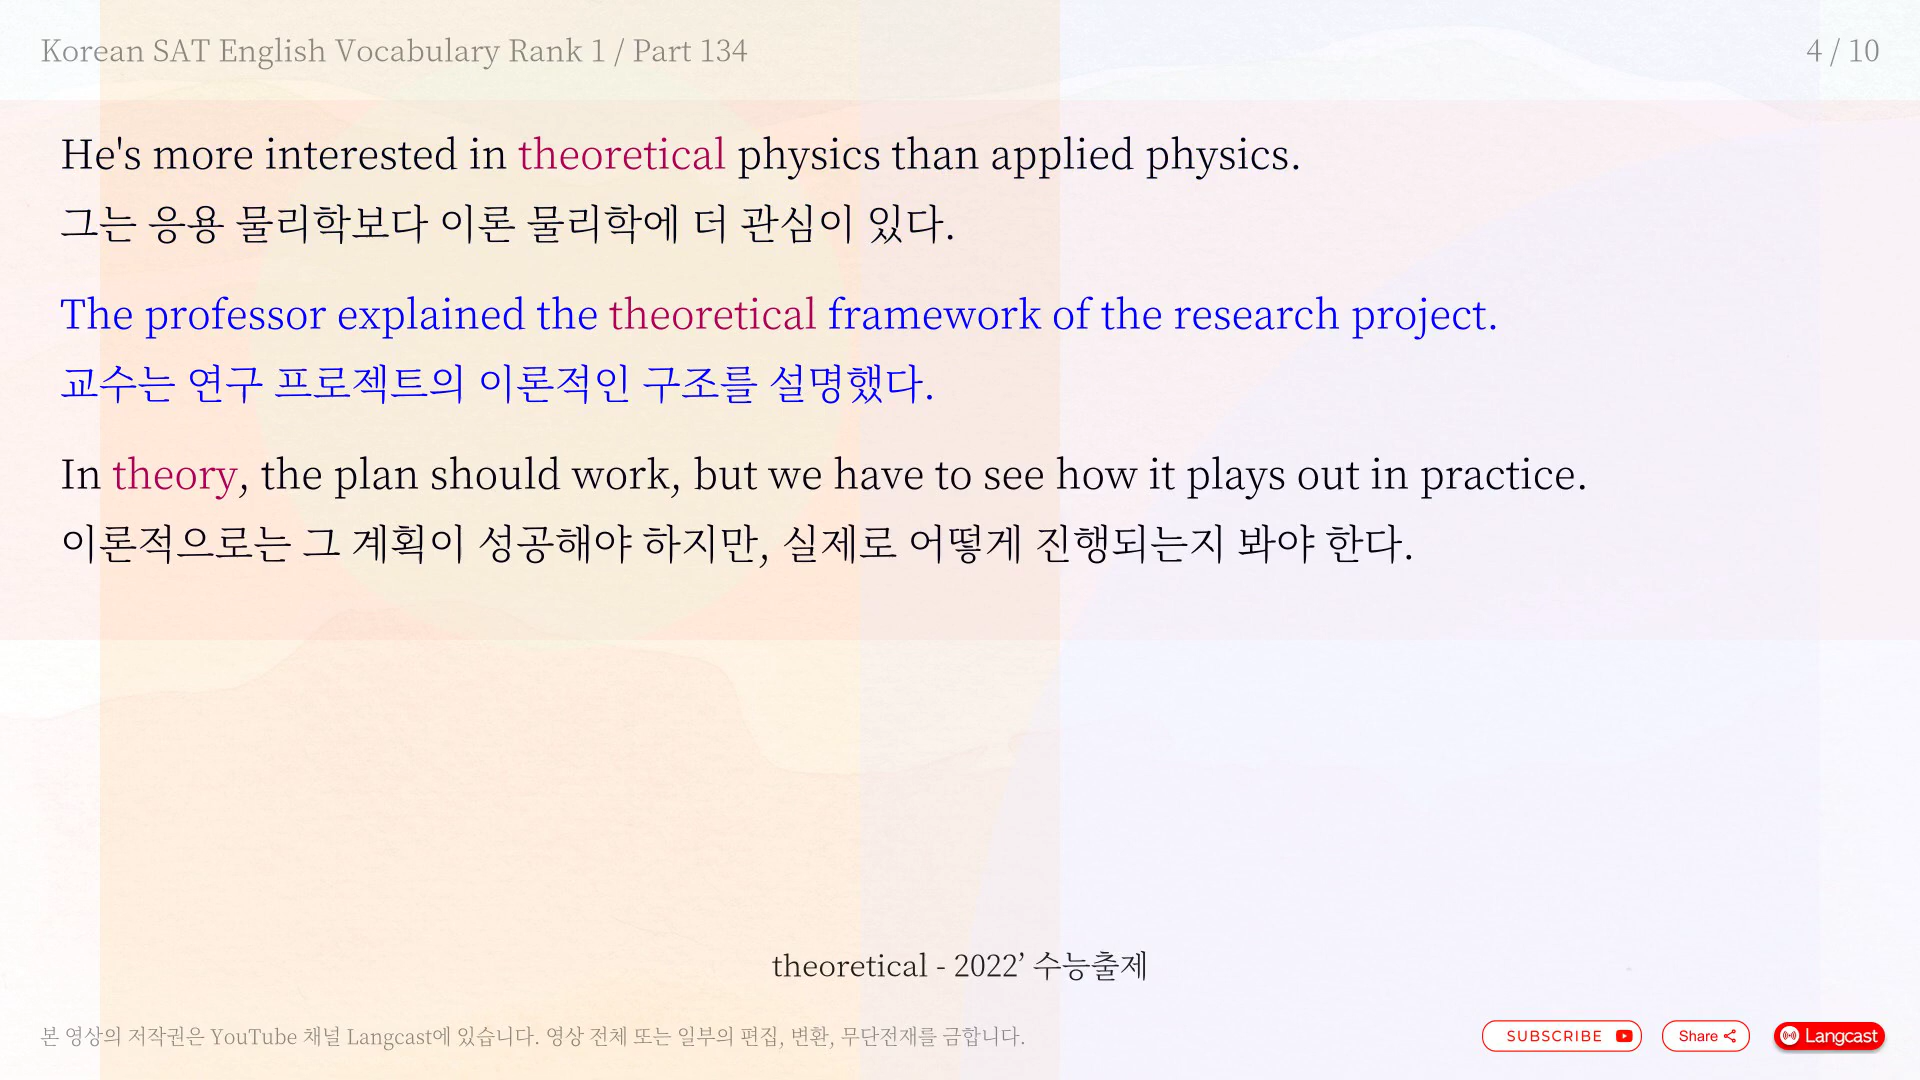 Korean SAT English Vocabulary Rank 1 / Part 134
4 / 10
He's more interested in theoretical physics than applied physics.
그는 응용 물리학보다 이론 물리학에 더 관심이 있다.
The professor explained the theoretical framework of the research project.
교수는 연구 프로젝트의 이론적인 구조를 설명했다.
In theory, the plan should work, but we have to see how it plays out in practice.
이론적으로는 그 계획이 성공해야 하지만, 실제로 어떻게 진행되는지 봐야 한다.
theoretical - 2022’ 수능출제
본 영상의 저작권은 YouTube 채널 Langcast에 있습니다. 영상 전체 또는 일부의 편집, 변환, 무단전재를 금합니다.
SUBSCRIBE
Share
Langcast